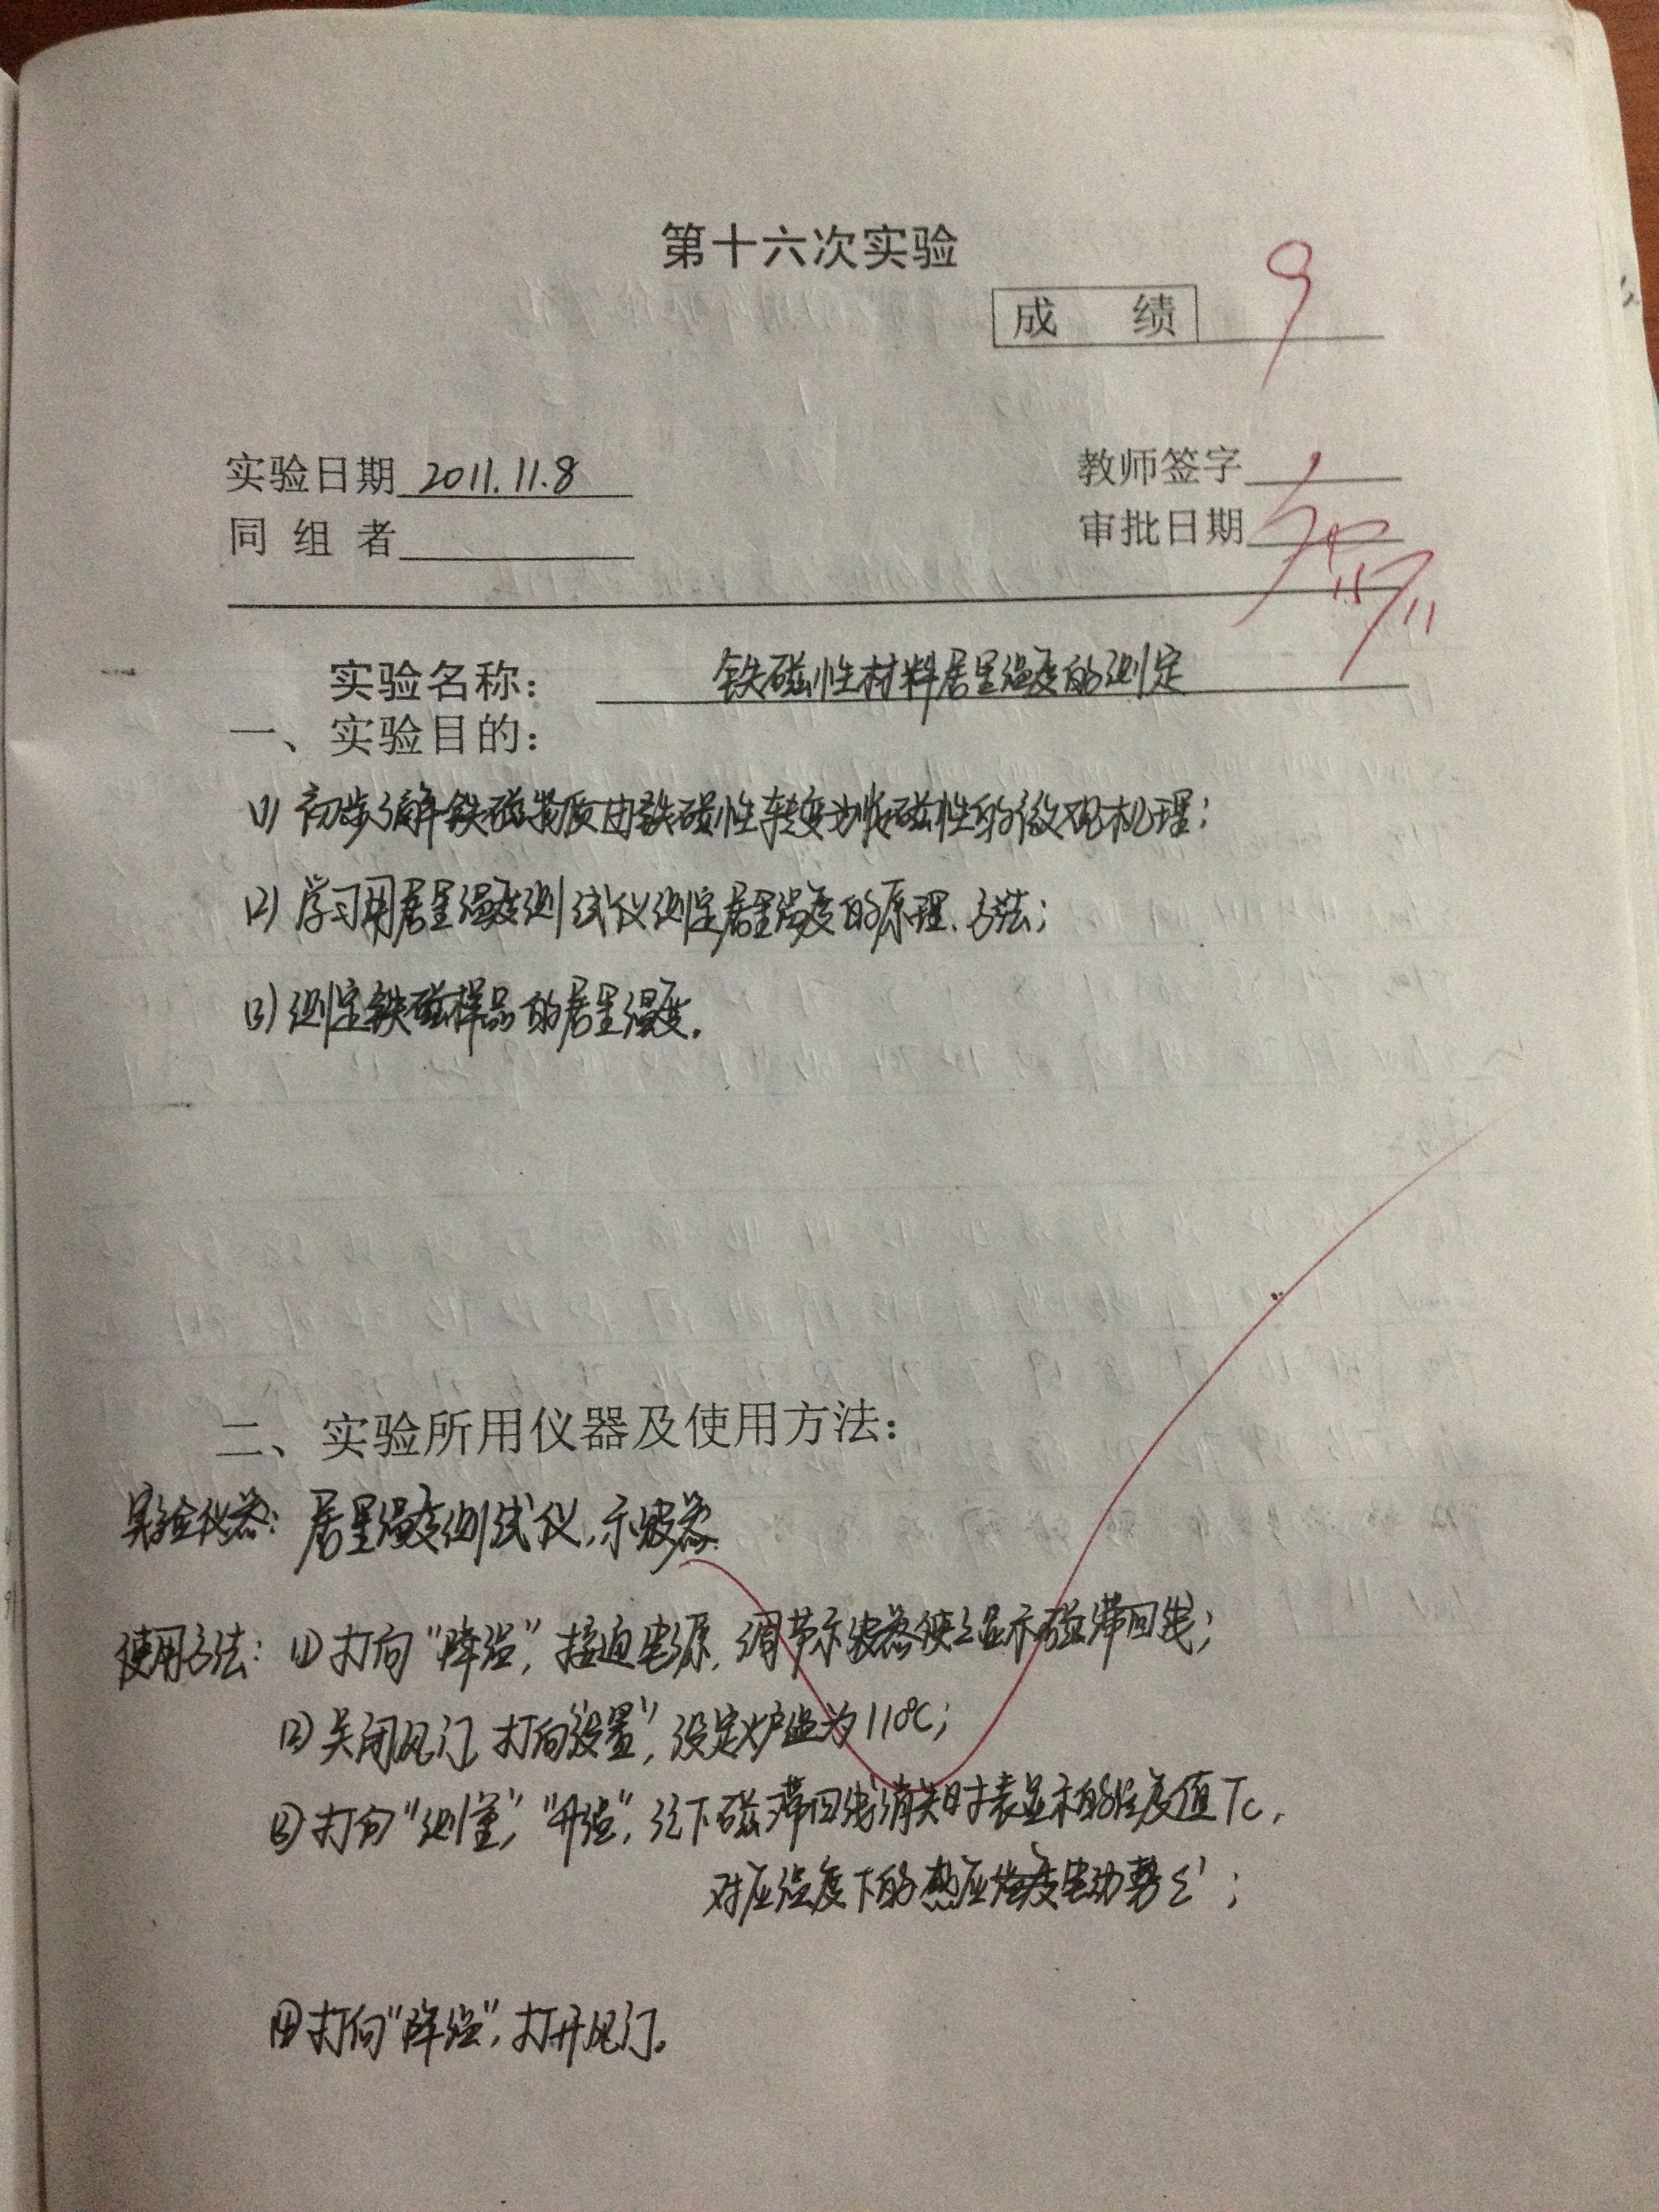 第十六次实验
成 绩 9
实验日期 2011.11.8 教师签字
同 组 者 审批日期
实验名称： 铁磁性材料居里温度的测定
一、实验目的：
(1) 初步了解铁磁物质由铁磁性转变为顺磁性的微观机理；
(2) 学习用居里温度测试仪测定居里温度的原理、方法；
(3) 测定铁磁样品的居里温度.
二、实验所用仪器及使用方法：
实验仪器：居里温度测试仪，示波器.
使用方法：(1) 打向“降温”，接通电源，调节示波器使之显示磁滞回线；
(2) 关闭风门，打向“设置”，设定炉温为110℃；
(3) 打向“测量”，“升温”，记下磁滞回线消失时表显示的温度值Tc，
对应温度下的感应电动势ε'；
(4) 打向“降温”，打开风门。